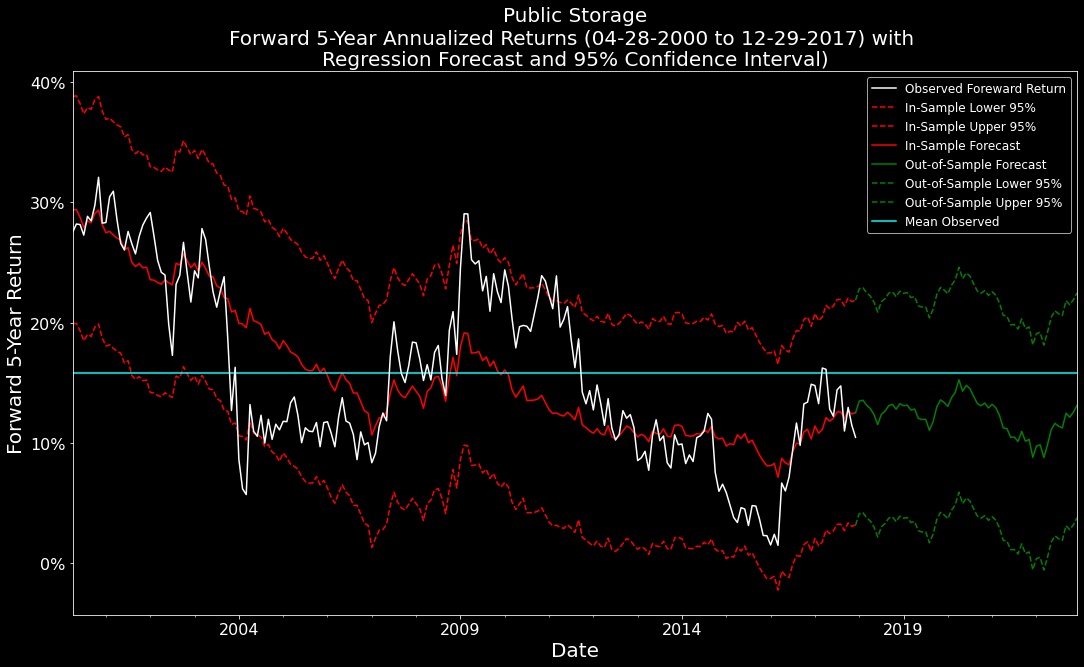 Public Storage
Forward 5-Year Annualized Returns (04-28-2000 to 12-29-2017) with
Regression Forecast and 95% Confidence Interval)
Observed Foreward Return
In-Sample Lower 95%
In-Sample Upper 95%
In-Sample Forecast
Out-of-Sample Forecast
Out-of-Sample Lower 95%
Out-of-Sample Upper 95%
Mean Observed
Forward 5-Year Return
40%
30%
20%
10%
0%
2004
2009
2014
2019
Date